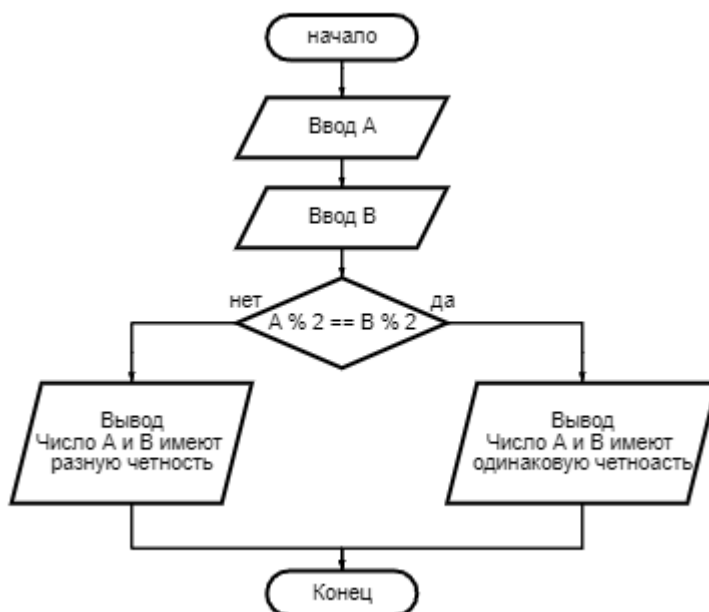 начало
Ввод A
Ввод B
нет
да
A % 2 == B % 2
Вывод
Число A и B имеют
разную четность
Вывод
Число A и B имеют
одинаковую четноасть
Конец